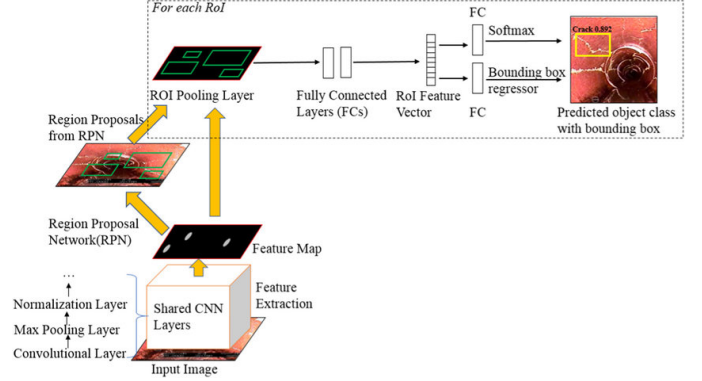 For each RoI
FC
Softmax
Crack 0.892
ROI Pooling Layer
Fully Connected
Layers (FCs)
RoI Feature
Vector
Bounding box
regressor
FC
Predicted object class
with bounding box
Region Proposals
from RPN
Region Proposal
Network(RPN)
Feature Map
...
Normalization Layer
Max Pooling Layer
Convolutional Layer
Shared CNN
Layers
Feature
Extraction
Input Image